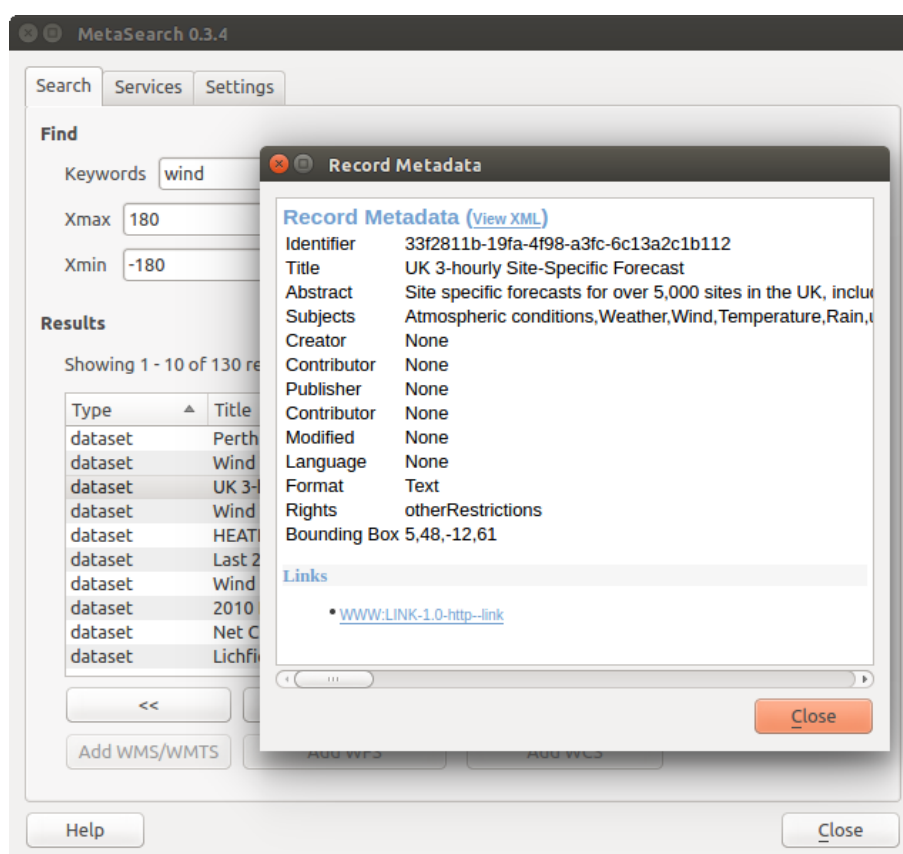 MetaSearch 0.3.4
Search Services Settings
Find
Keywords wind
Xmax 180
Xmin -180
Results
Showing 1 - 10 of 130 re
Type Title
dataset Perth
dataset Wind
dataset UK 3-
dataset Wind
dataset HEAT
dataset Last 2
dataset Wind
dataset 2010
dataset Net C
dataset Lichfi
<<
Add WMS/WMTS Add WFS Add WCS
Help Close
Record Metadata
Record Metadata (View XML)
Identifier 33f2811b-19fa-4f98-a3fc-6c13a2c1b112
Title UK 3-hourly Site-Specific Forecast
Abstract Site specific forecasts for over 5,000 sites in the UK, inclu
Subjects Atmospheric conditions,Weather,Wind,Temperature,Rain,u
Creator None
Contributor None
Publisher None
Contributor None
Modified None
Language None
Format Text
Rights otherRestrictions
Bounding Box 5,48,-12,61
Links
WWW:LINK-1.0-http--link
Close